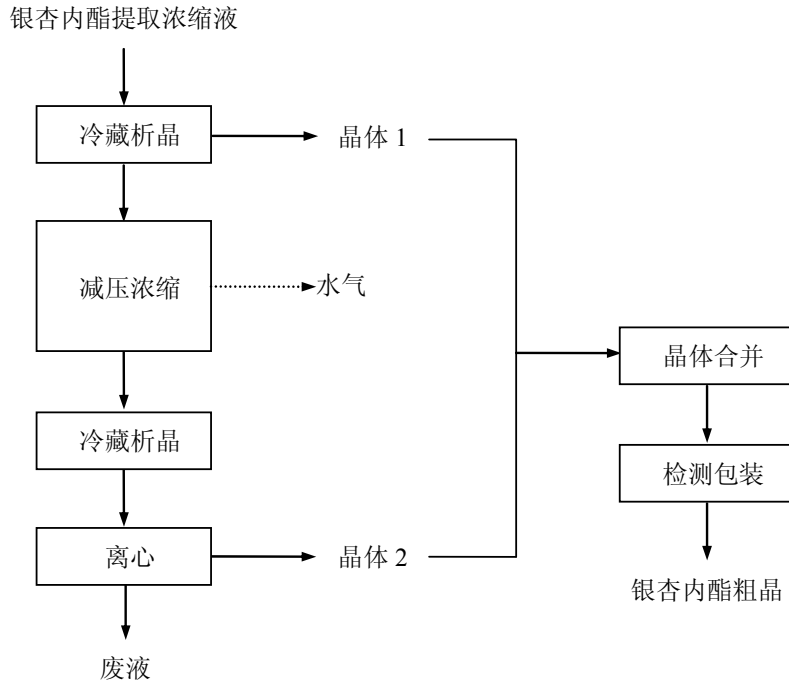 银杏内酯提取浓缩液
冷藏析晶
晶体 1
减压浓缩
水气
晶体合并
冷藏析晶
检测包装
离心
晶体 2
银杏内酯粗晶
废液